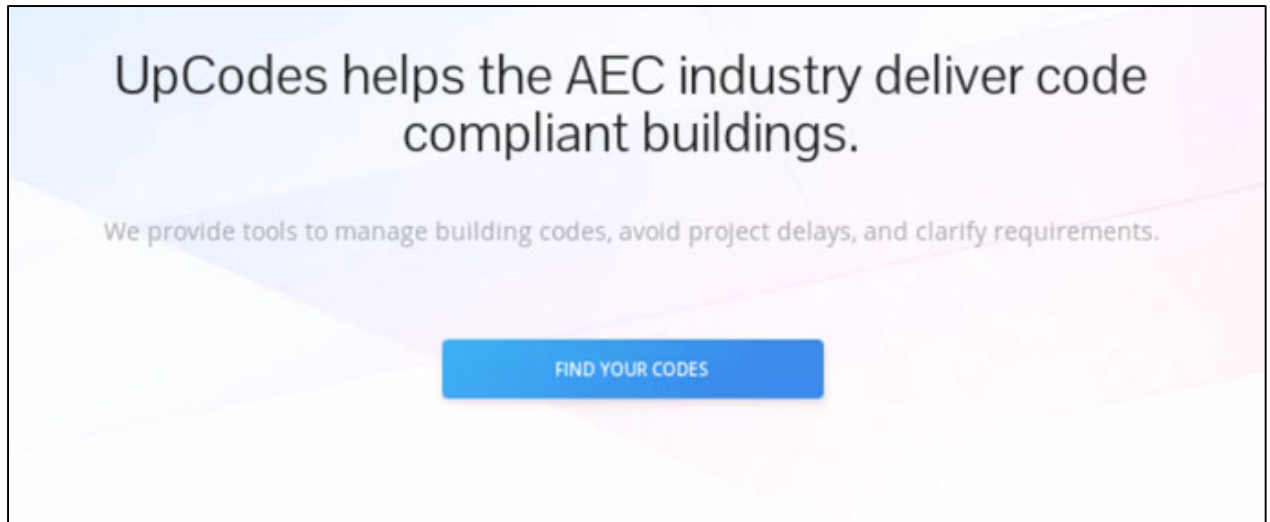 UpCodes helps the AEC industry deliver code
compliant buildings.
We provide tools to manage building codes, avoid project delays, and clarify requirements.
FIND YOUR CODES